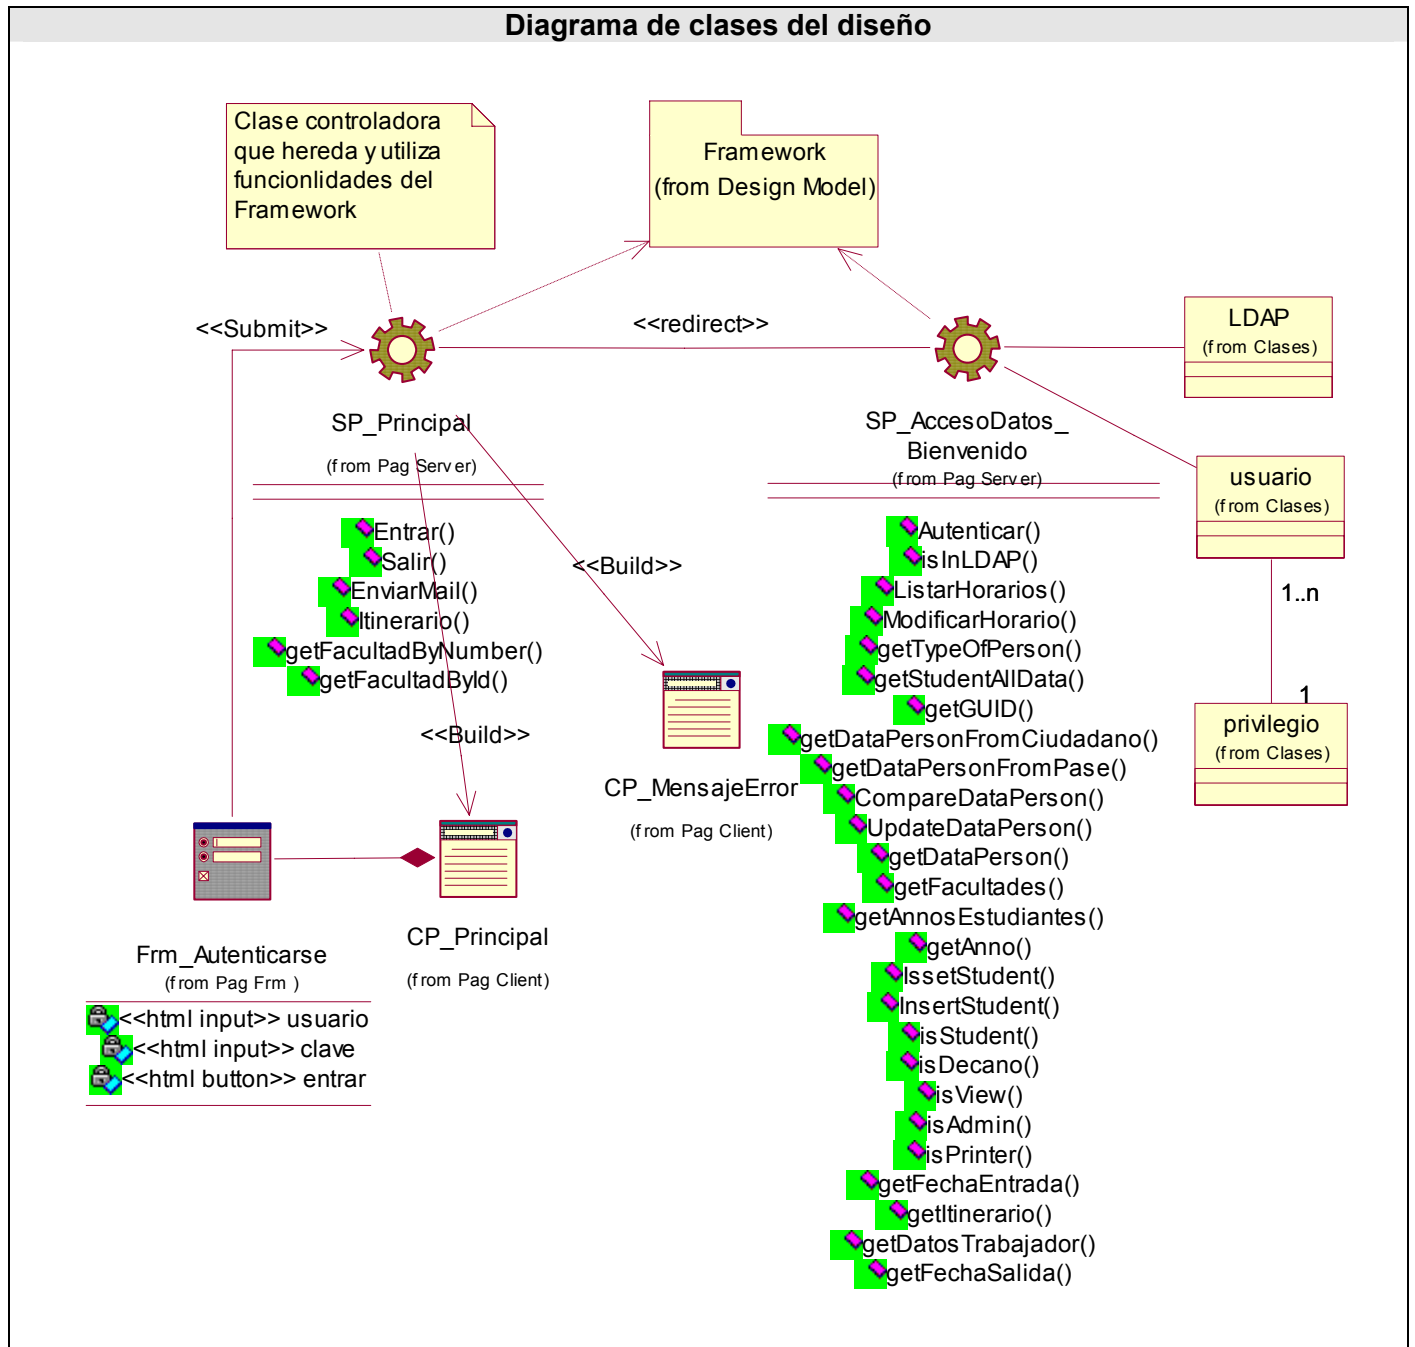 Diagrama de clases del diseño
Clase controladora
que hereda y utiliza
funcionlidades del
Framework
Framework
(from Design Model)
<<Submit>>
<<redirect>>
LDAP
(from Clases)
SP_Principal
(from Pag Server)
SP_AccesoDatos_
Bienvenido
(from Pag Server)
usuario
(from Clases)
Entrar()
Salir()
EnviarMail()
Itinerario()
getFacultadByNumber()
getFacultadById()
<<Build>>
<<Build>>
1..n
1
privilegio
(from Clases)
Autenticar()
isInLDAP()
ListarHorarios()
ModificarHorario()
getTypeOfPerson()
getStudentAllData()
getGUID()
getDataPersonFromCiudadano()
getDataPersonFromPase()
CompareDataPerson()
UpdateDataPerson()
getDataPerson()
getFacultades()
getAnnosEstudiantes()
getAnno()
IssetStudent()
InsertStudent()
isStudent()
isDecano()
isView()
isAdmin()
isPrinter()
getFechaEntrada()
getItinerario()
getDatosTrabajador()
getFechaSalida()
CP_MensajeError
(from Pag Client)
CP_Principal
(from Pag Client)
Frm_Autenticarse
(from Pag Frm )
<<html input>> usuario
<<html input>> clave
<<html button>> entrar